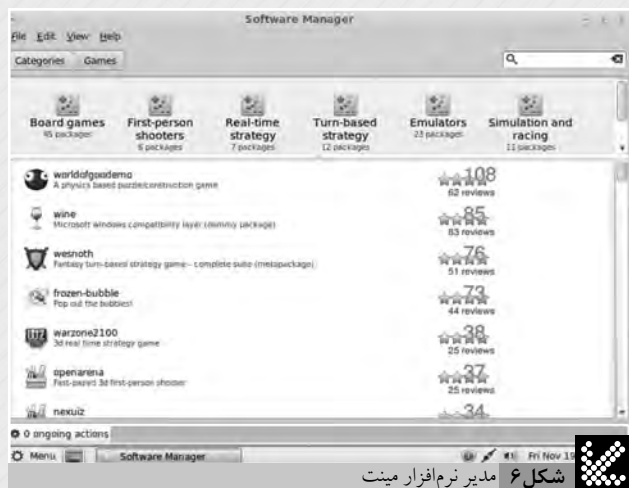 Software Manager
File Edit View Help
Categories Games
Board games
45 packages
First-person shooters
6 packages
Real-time strategy
7 packages
Turn-based strategy
12 packages
Emulators
23 packages
Simulation and racing
11 packages
worldofgoodemo
A physics based puzzle/construction game
108
62 reviews
wine
Microsoft windows compatibility layer (dummy package)
85
83 reviews
wesnoth
Fantasy turn-based strategy game - complete suite (metapackage)
76
51 reviews
frozen-bubble
Pop out the bubbles!
73
44 reviews
warzone2100
3d real time strategy game
38
25 reviews
openarena
Fast-paced 3d first-person shooter
37
25 reviews
nexuiz
34
0 ongoing actions
Menu Software Manager Fri Nov 19
شکل۶ مدیر نرم‌افزار مینت